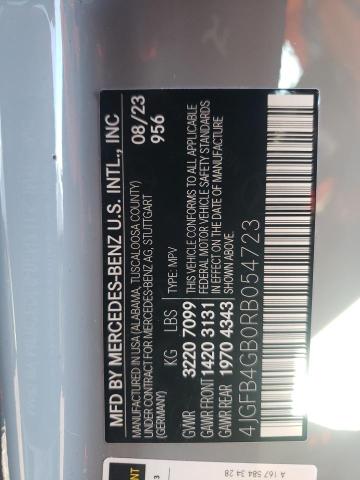 MFD BY MERCEDES-BENZ U.S. INTL., INC
MANUFACTURED IN USA (ALABAMA, TUSCALOOSA COUNTY)
UNDER CONTRACT FOR MERCEDES-BENZ AG, STUTTGART
(GERMANY)
08/23
956
TYPE: MPV
KG LBS
GVWR 3220 7099
GAWR FRONT 1420 3131
GAWR REAR 1970 4343
THIS VEHICLE CONFORMS TO ALL APPLICABLE
FEDERAL MOTOR VEHICLE SAFETY STANDARDS
IN EFFECT ON THE DATE OF MANUFACTURE
SHOWN ABOVE.
4JGFB4GB0RB054723
A 167 584 34 28